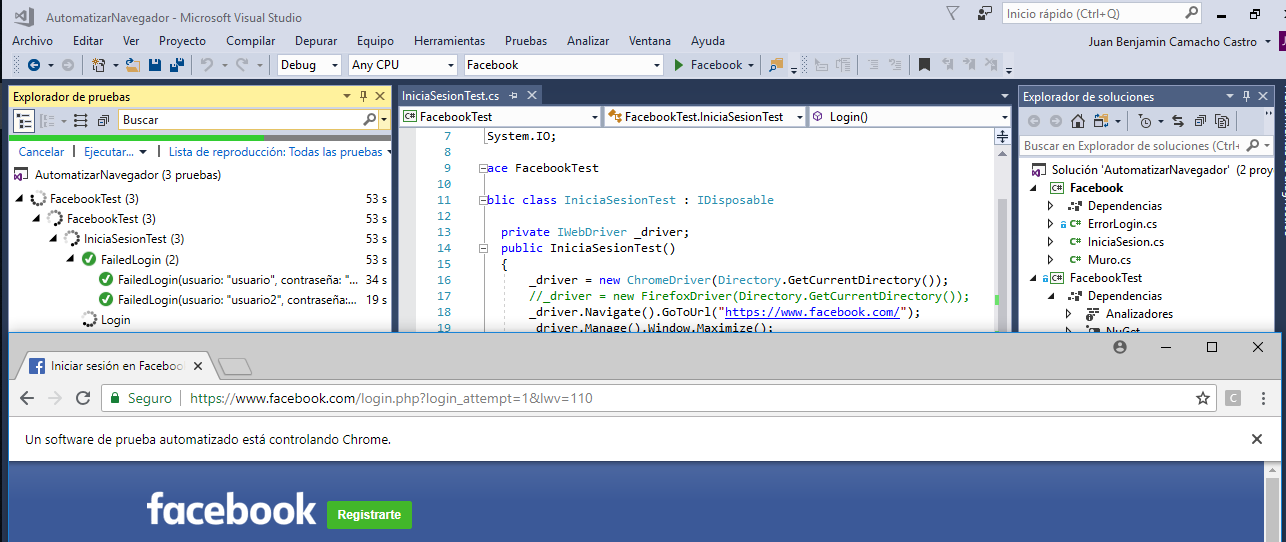 AutomatizarNavegador - Microsoft Visual Studio
Inicio rápido (Ctrl+Q)
Archivo Editar Ver Proyecto Compilar Depurar Equipo Herramientas Pruebas Analizar Ventana Ayuda
Juan Benjamin Camacho Castro
Debug Any CPU Facebook Facebook
Explorador de pruebas
Buscar
Cancelar Ejecutar... Lista de reproducción: Todas las pruebas
AutomatizarNavegador (3 pruebas)
FacebookTest (3) 53 s
FacebookTest (3) 53 s
IniciaSesionTest (3) 53 s
FailedLogin (2) 53 s
FailedLogin(usuario: "usuario", contraseña: "... 34 s
FailedLogin(usuario: "usuario2", contraseña:... 19 s
Login
IniciaSesionTest.cs
FacebookTest FacebookTest.IniciaSesionTest Login()
7 System.IO;
8
9 ace FacebookTest
10
11 blic class IniciaSesionTest : IDisposable
12
13 private IWebDriver _driver;
14 public IniciaSesionTest()
15 {
16 _driver = new ChromeDriver(Directory.GetCurrentDirectory());
17 //_driver = new FirefoxDriver(Directory.GetCurrentDirectory());
18 _driver.Navigate().GoToUrl("https://www.facebook.com/");
19 _driver.Manage().Window.Maximize();
Explorador de soluciones
Buscar en Explorador de soluciones (Ctrl+
Solución 'AutomatizarNavegador' (2 proy
C# Facebook
Dependencias
C# ErrorLogin.cs
C# IniciaSesion.cs
C# Muro.cs
C# FacebookTest
Dependencias
Analizadores
NuGet
Iniciar sesión en Facebook
Seguro https://www.facebook.com/login.php?login_attempt=1&lwv=110
C
Un software de prueba automatizado está controlando Chrome.
facebook Registrarte